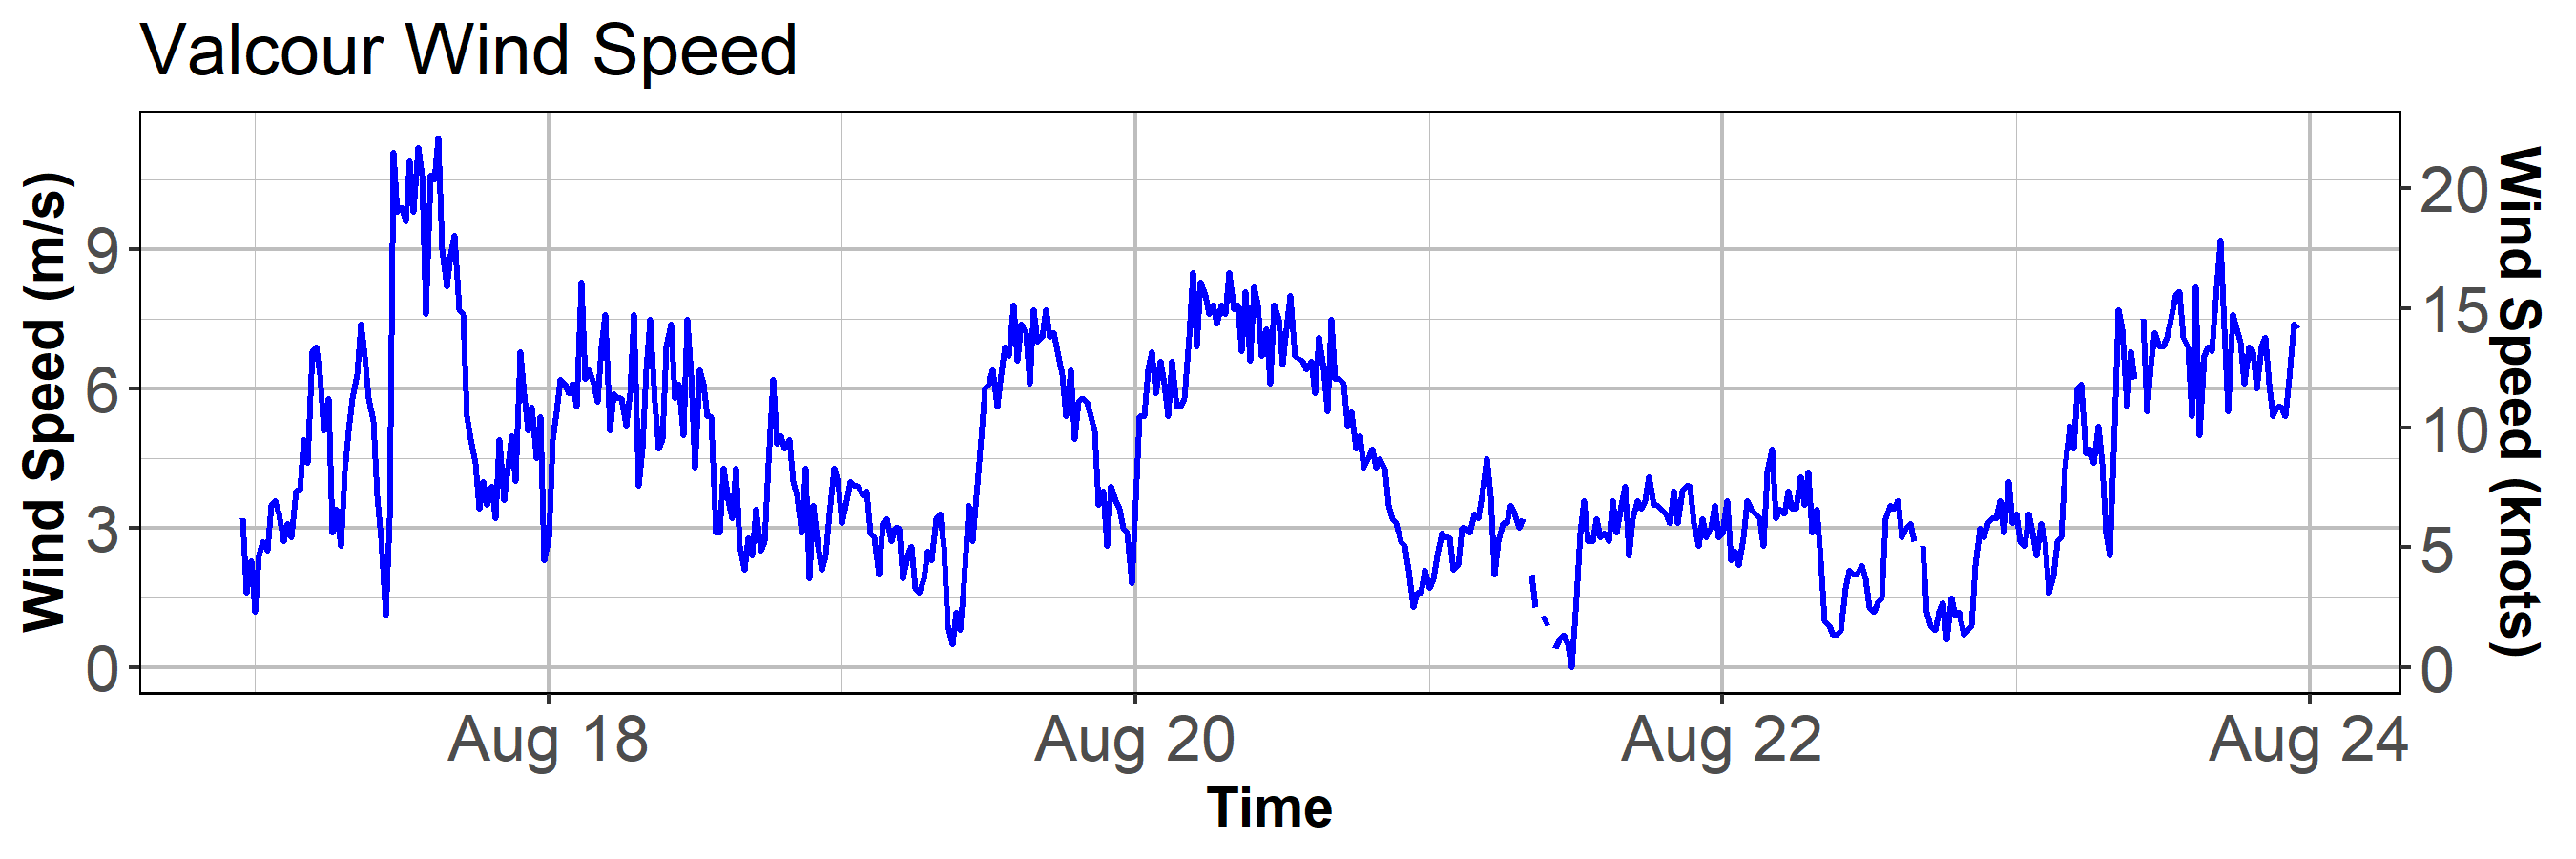 Valcour Wind Speed
Wind Speed (m/s)
9
6
3
0
20
15
10
5
0
Wind Speed (knots)
Aug 18 Aug 20 Aug 22 Aug 24
Time